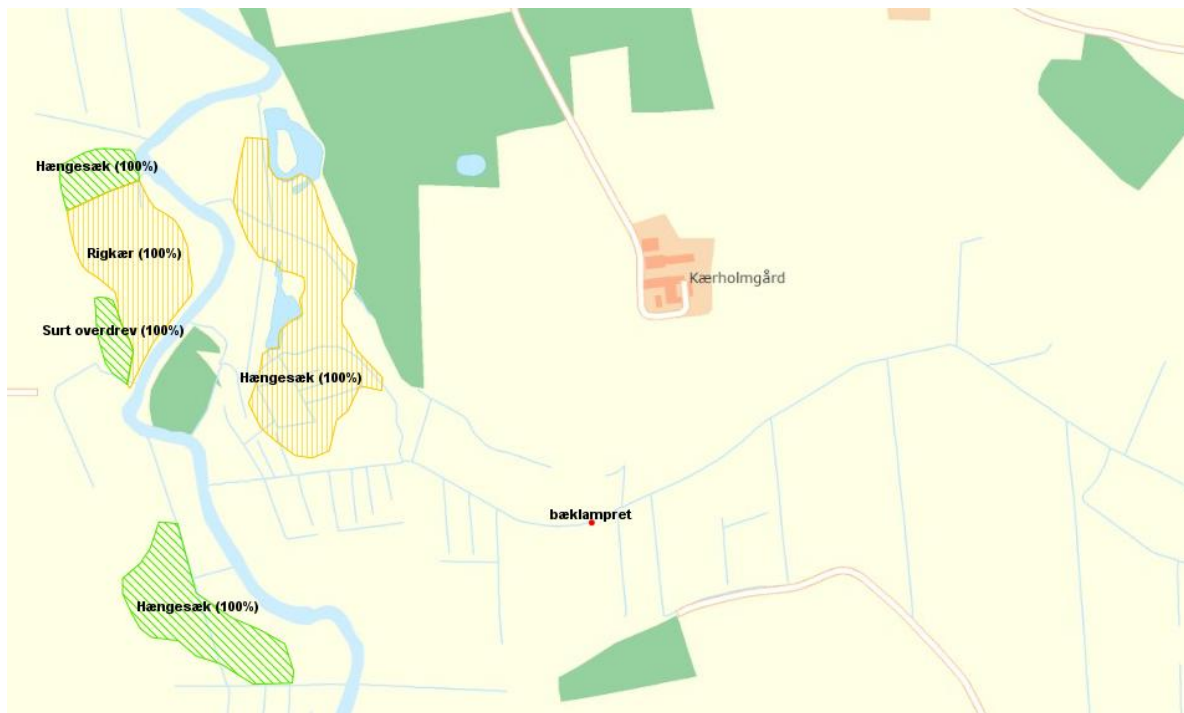 Hængesæk (100%)
Rigkær (100%)
Kærholmgård
Surt overdrev (100%)
Hængesæk (100%)
bæklampret
Hængesæk (100%)